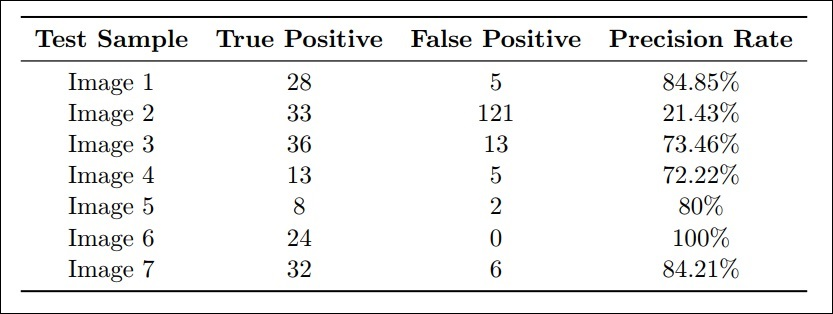 Test Sample True Positive False Positive Precision Rate
Image 1 28 5 84.85%
Image 2 33 121 21.43%
Image 3 36 13 73.46%
Image 4 13 5 72.22%
Image 5 8 2 80%
Image 6 24 0 100%
Image 7 32 6 84.21%